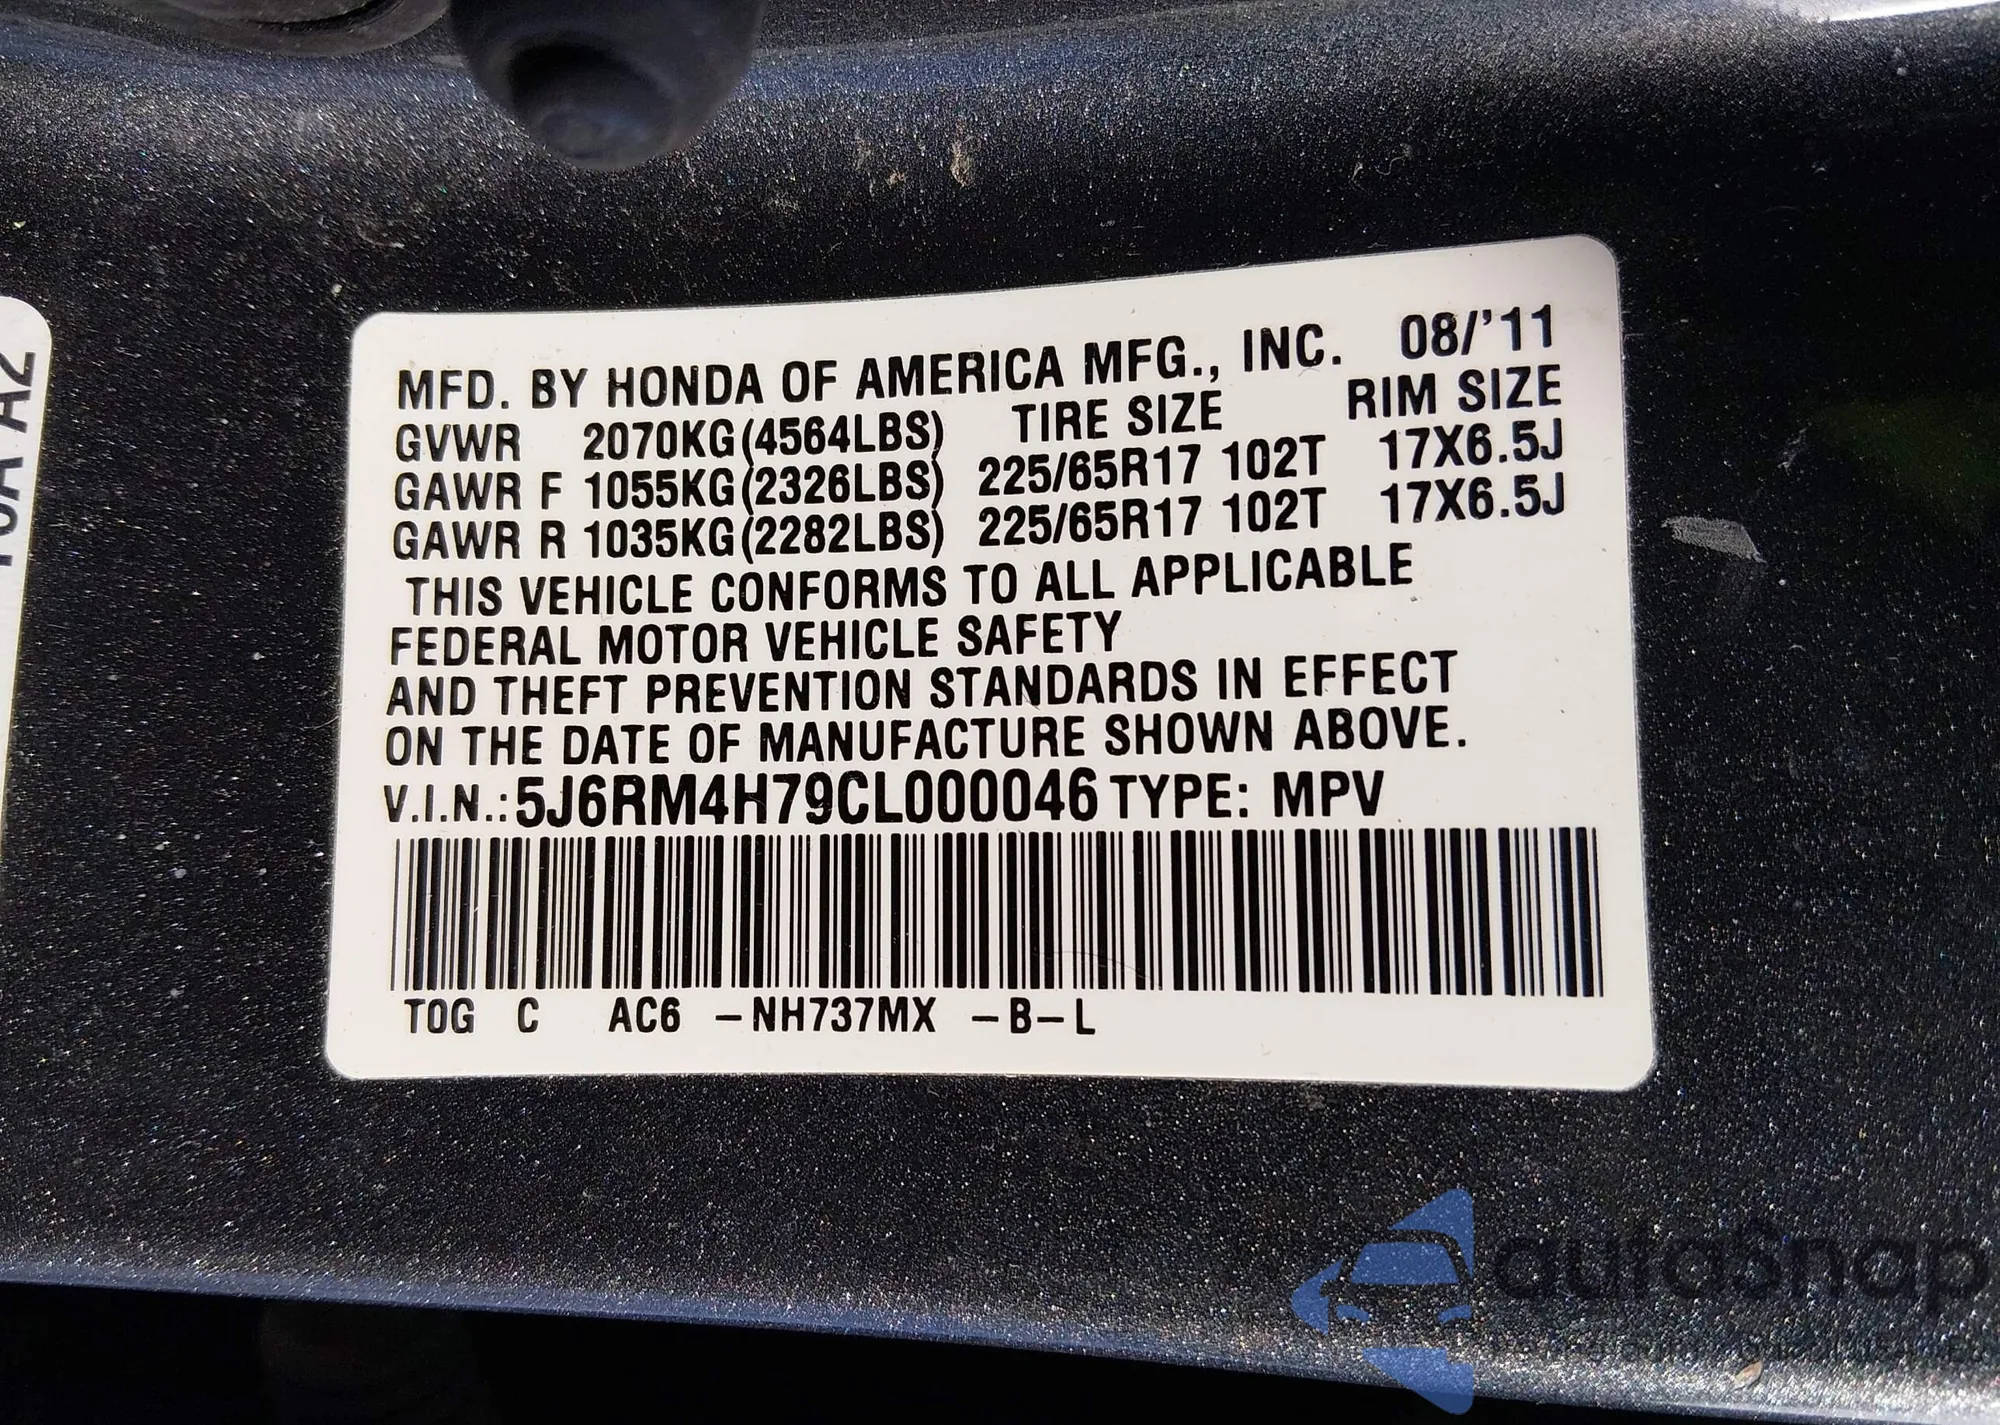 MFD. BY HONDA OF AMERICA MFG., INC. 08/'11
GVWR 2070KG(4564LBS) TIRE SIZE RIM SIZE
GAWR F 1055KG(2326LBS) 225/65R17 102T 17X6.5J
GAWR R 1035KG(2282LBS) 225/65R17 102T 17X6.5J
THIS VEHICLE CONFORMS TO ALL APPLICABLE
FEDERAL MOTOR VEHICLE SAFETY
AND THEFT PREVENTION STANDARDS IN EFFECT
ON THE DATE OF MANUFACTURE SHOWN ABOVE.
V.I.N.:5J6RM4H79CL000046 TYPE: MPV
T0G C AC6 -NH737MX -B-L
A2
autoSnap